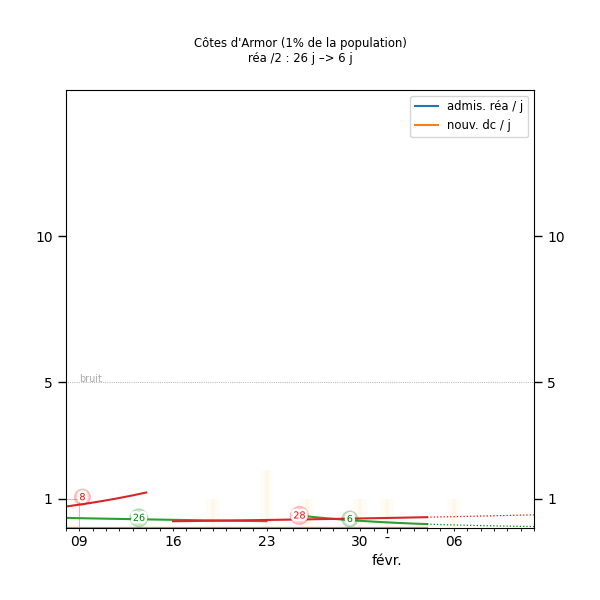 Côtes d'Armor (1% de la population)
réa /2 : 26 j –> 6 j
admis. réa / j
nouv. dc / j
10
10
bruit
5
5
8
1
1
26
28
6
09
16
23
30
-
06
févr.